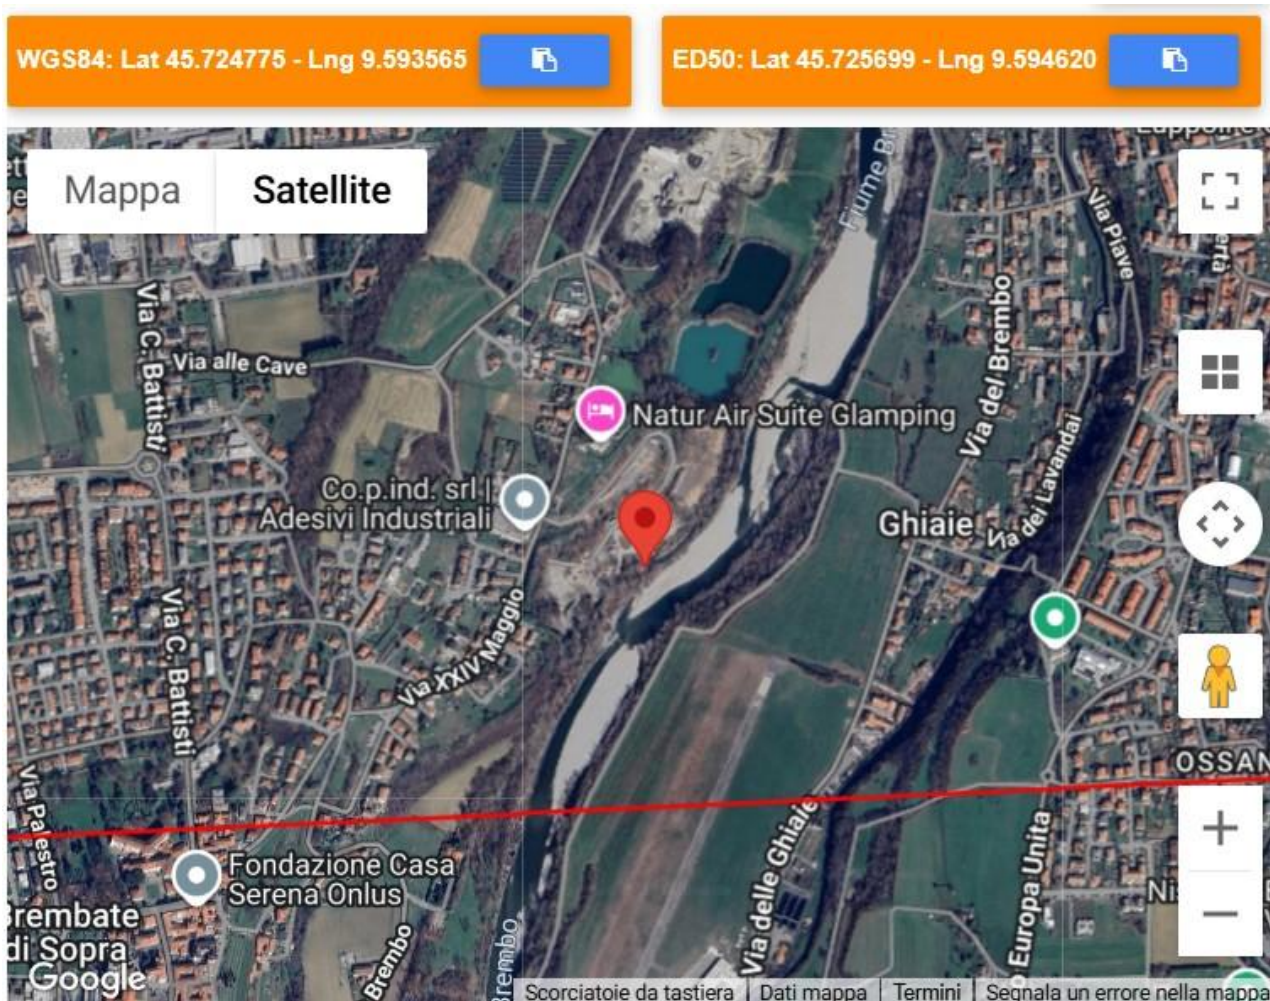 WGS84: Lat 45.724775 - Lng 9.593565
ED50: Lat 45.725699 - Lng 9.594620
Mappa
Satellite
Fiume Br
Via Piave
Via C. Battisti
Via alle Cave
Via del Brembo
Natur Air Suite Glamping
Via dei Lavandai
Co.p.ind. srl |
Adesivi Industriali
Ghiaie
Via C. Battisti
Via XXIV Maggio
OSSAN
Via Palestro
Via delle Ghiaie
o Europa Unita
Fondazione Casa
Serena Onlus
Brembate
di Sopra
Brembo
Brembo
Google
Scorciatoie da tastiera
Dati mappa
Termini
Segnala un errore nella mappa